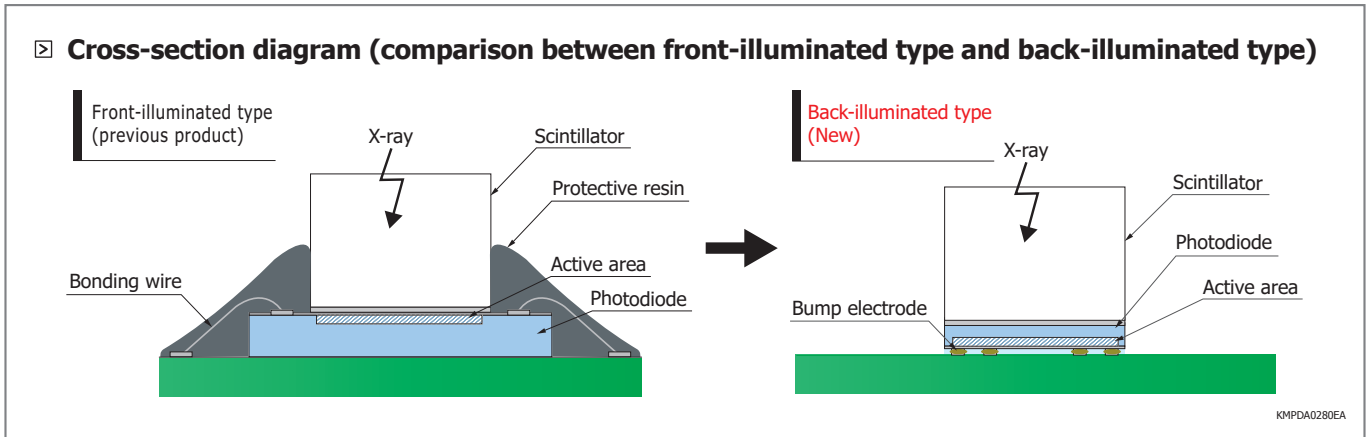 Cross-section diagram (comparison between front-illuminated type and back-illuminated type)
Front-illuminated type
(previous product)
X-ray
Scintillator
Protective resin
Active area
Photodiode
Bonding wire
Back-illuminated type
(New)
X-ray
Scintillator
Photodiode
Active area
Bump electrode
KMPDA0280EA